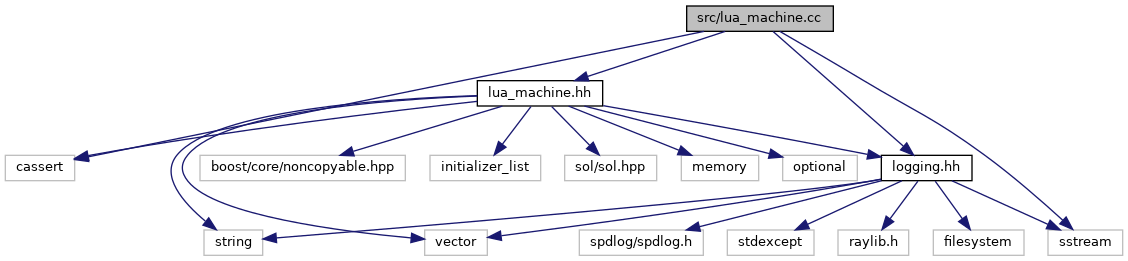 src/lua_machine.cc
lua_machine.hh
cassert
boost/core/noncopyable.hpp
initializer_list
sol/sol.hpp
memory
optional
logging.hh
string
vector
spdlog/spdlog.h
stdexcept
raylib.h
filesystem
sstream